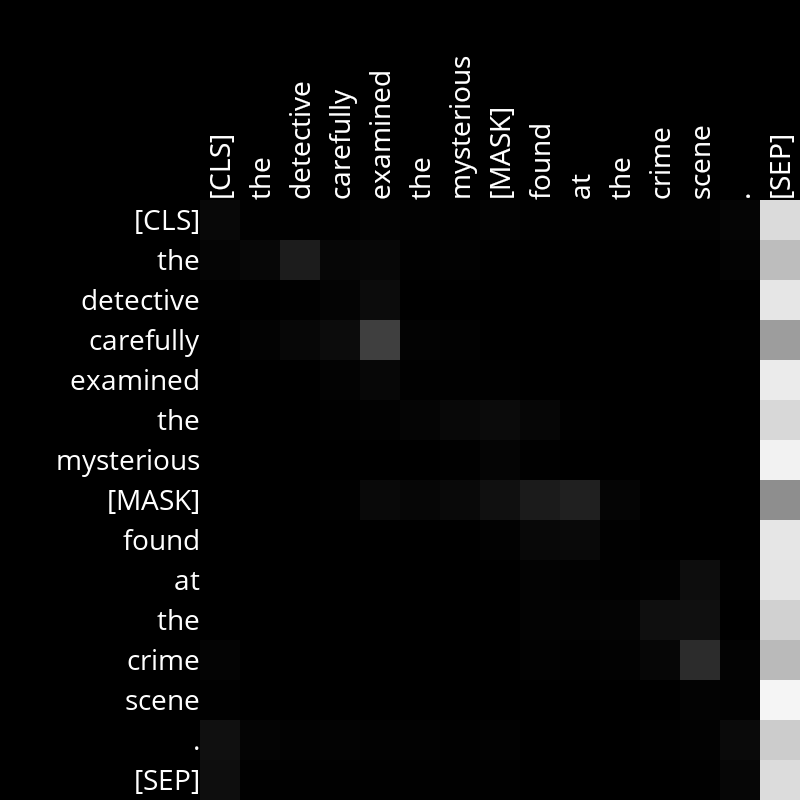 [CLS] the detective carefully examined the mysterious [MASK] found at the crime scene . [SEP]
[CLS]
the
detective
carefully
examined
the
mysterious
[MASK]
found
at
the
crime
scene
.
[SEP]